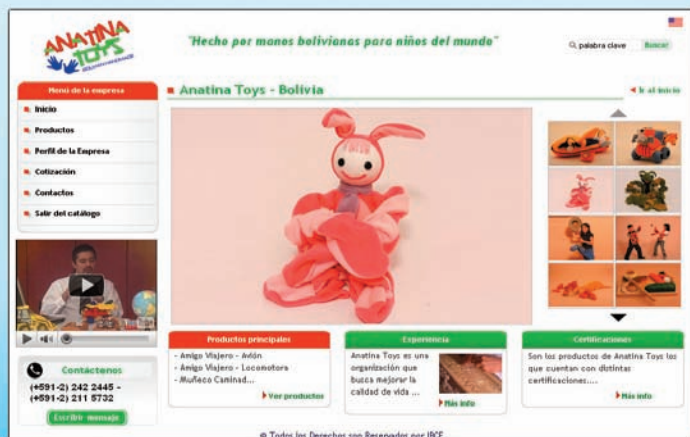 ANATINA
TOYS
"Hecho por manos bolivianas para niños del mundo"
palabra clave
Buscar
Menú de la empresa
Inicio
Productos
Perfil de la Empresa
Cotización
Contactos
Salir del catálogo
Anatina Toys - Bolivia
Ir al inicio
Contáctenos
(+591-2) 242 2445 -
(+591-2) 211 5732
Escribir mensaje
Productos principales
- Amigo Viajero - Avión
- Amigo Viajero - Locomotora
- Muñeco Caminad...
Ver productos
Experiencia
Anatina Toys es una
organización que
busca mejorar la
calidad de vida ...
Más info
Certificaciones
Son los productos de Anatina Toys los
que cuentan con distintas
certificaciones....
Más info
© Todos los Derechos son Reservados por IBCE